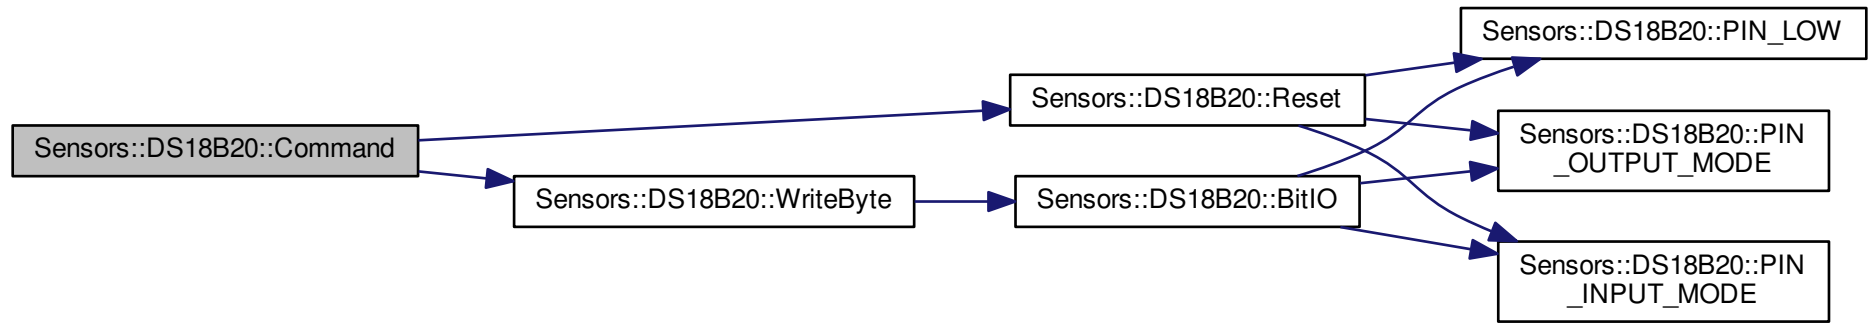 Sensors::DS18B20::Command
Sensors::DS18B20::WriteByte
Sensors::DS18B20::Reset
Sensors::DS18B20::BitIO
Sensors::DS18B20::PIN_LOW
Sensors::DS18B20::PIN
_OUTPUT_MODE
Sensors::DS18B20::PIN
_INPUT_MODE